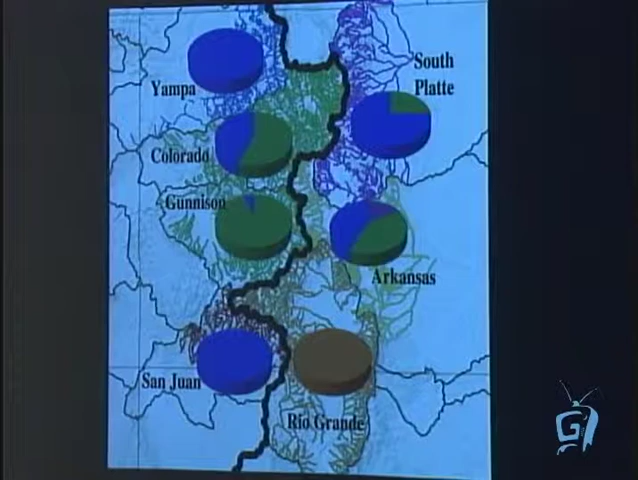 South
Platte
Yampa
Colorado
Gunnison
Arkansas
San Juan
Rio Grande
G